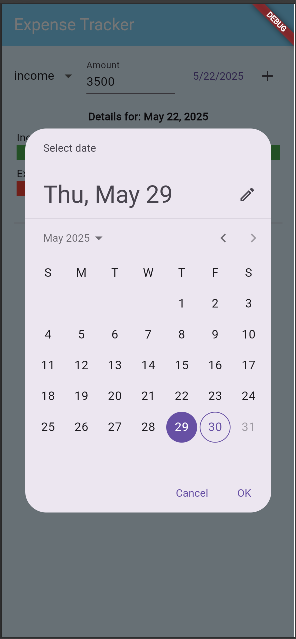 Expense Tracker
DEBUG
income
Amount
3500
5/22/2025
Details for: May 22, 2025
Select date
Thu, May 29
May 2025
S M T W T F S
1 2 3
4 5 6 7 8 9 10
11 12 13 14 15 16 17
18 19 20 21 22 23 24
25 26 27 28 29 30 31
Cancel OK